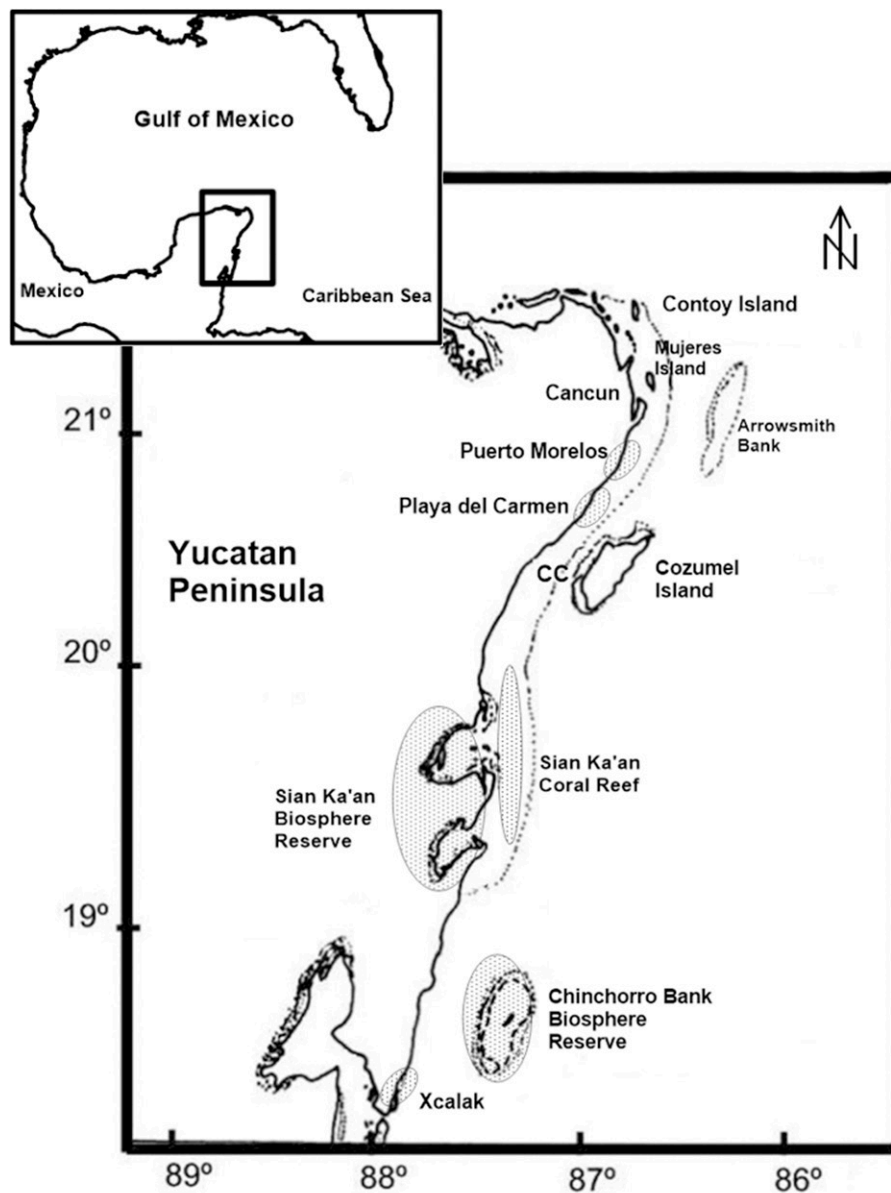 Gulf of Mexico
Mexico
Caribbean Sea
N
Contoy Island
Mujeres
Island
Cancun
Arrowsmith
Bank
21º
Puerto Morelos
Playa del Carmen
Yucatan
Peninsula
CC
Cozumel
Island
20º
Sian Ka'an
Coral Reef
Sian Ka'an
Biosphere
Reserve
19º
Chinchorro Bank
Biosphere
Reserve
Xcalak
89º
88º
87º
86º